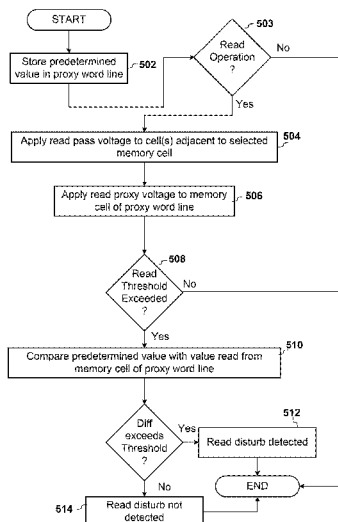 START
503
Store predetermined
value in proxy word line
502
Read
Operation
?
No
Yes
Apply read pass voltage to cell(s) adjacent to selected
memory cell
504
Apply read proxy voltage to memory
cell of proxy word line
506
508
Read
Threshold
Exceeded
?
No
Yes
510
Compare predetermined value with value read from
memory cell of proxy word line
512
Diff
exceeds
Threshold
?
Yes
Read disturb detected
No
END
514
Read disturb not
detected